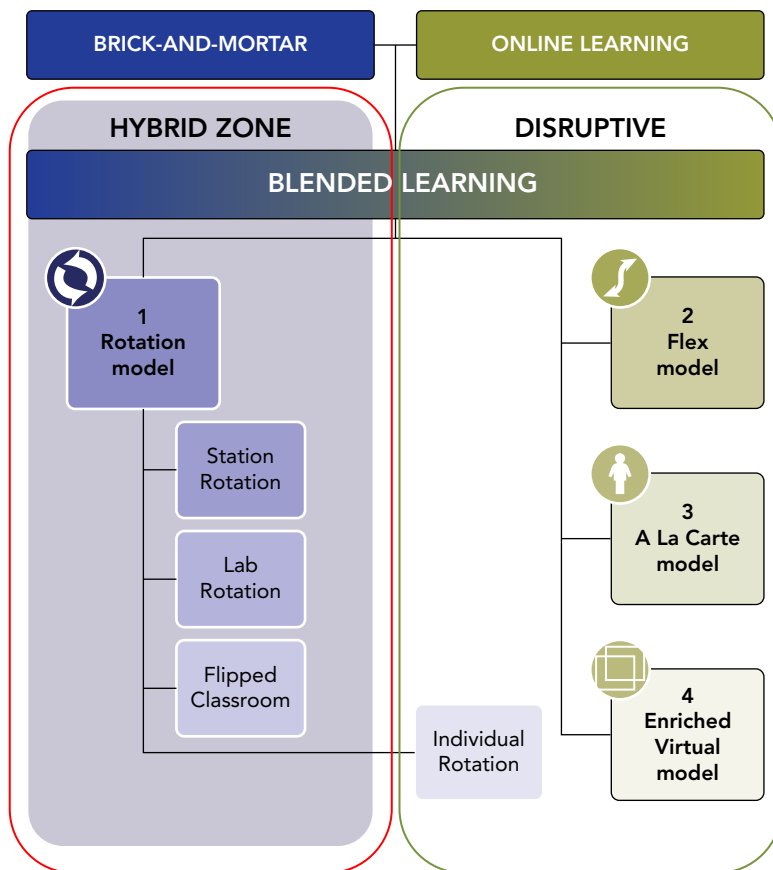 BRICK-AND-MORTAR
ONLINE LEARNING
HYBRID ZONE
DISRUPTIVE
BLENDED LEARNING
1
Rotation
model
Station
Rotation
Lab
Rotation
Flipped
Classroom
Individual
Rotation
2
Flex
model
3
A La Carte
model
4
Enriched
Virtual
model